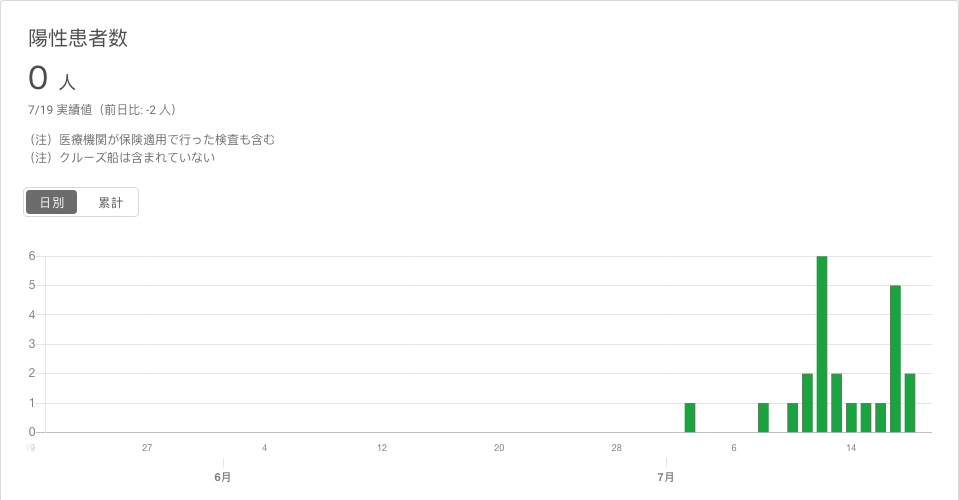 陽性患者数
0 人
7/19 実績値（前日比: -2 人）
（注）医療機関が保険適用で行った検査も含む
（注）クルーズ船は含まれていない
日別 累計
6
5
4
3
2
1
0
19 27 4 12 20 28 6 14
6月 7月